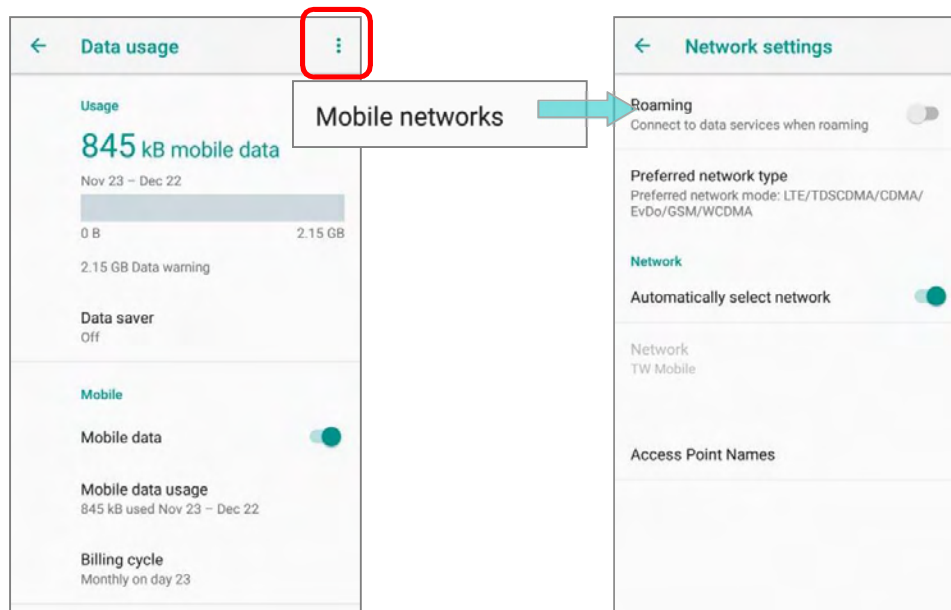 Data usage
Usage
845 kB mobile data
Nov 23 – Dec 22
0 B
2.15 GB
2.15 GB Data warning
Data saver
Off
Mobile
Mobile data
Mobile data usage
845 kB used Nov 23 – Dec 22
Billing cycle
Monthly on day 23
Mobile networks
Network settings
Roaming
Connect to data services when roaming
Preferred network type
Preferred network mode: LTE/TDSCDMA/CDMA/
EvDo/GSM/WCDMA
Network
Automatically select network
Network
TW Mobile
Access Point Names